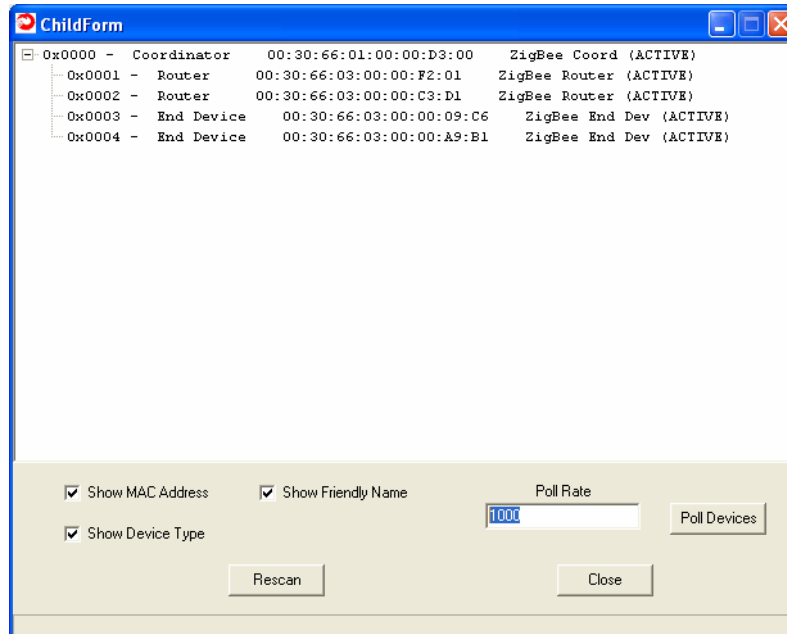 ChildForm
0x0000 - Coordinator 00:30:66:01:00:00:D3:00 ZigBee Coord (ACTIVE)
0x0001 - Router 00:30:66:03:00:00:F2:01 ZigBee Router (ACTIVE)
0x0002 - Router 00:30:66:03:00:00:C3:D1 ZigBee Router (ACTIVE)
0x0003 - End Device 00:30:66:03:00:00:09:C6 ZigBee End Dev (ACTIVE)
0x0004 - End Device 00:30:66:03:00:00:A9:B1 ZigBee End Dev (ACTIVE)
Show MAC Address Show Friendly Name Poll Rate
1000 Poll Devices
Show Device Type
Rescan Close